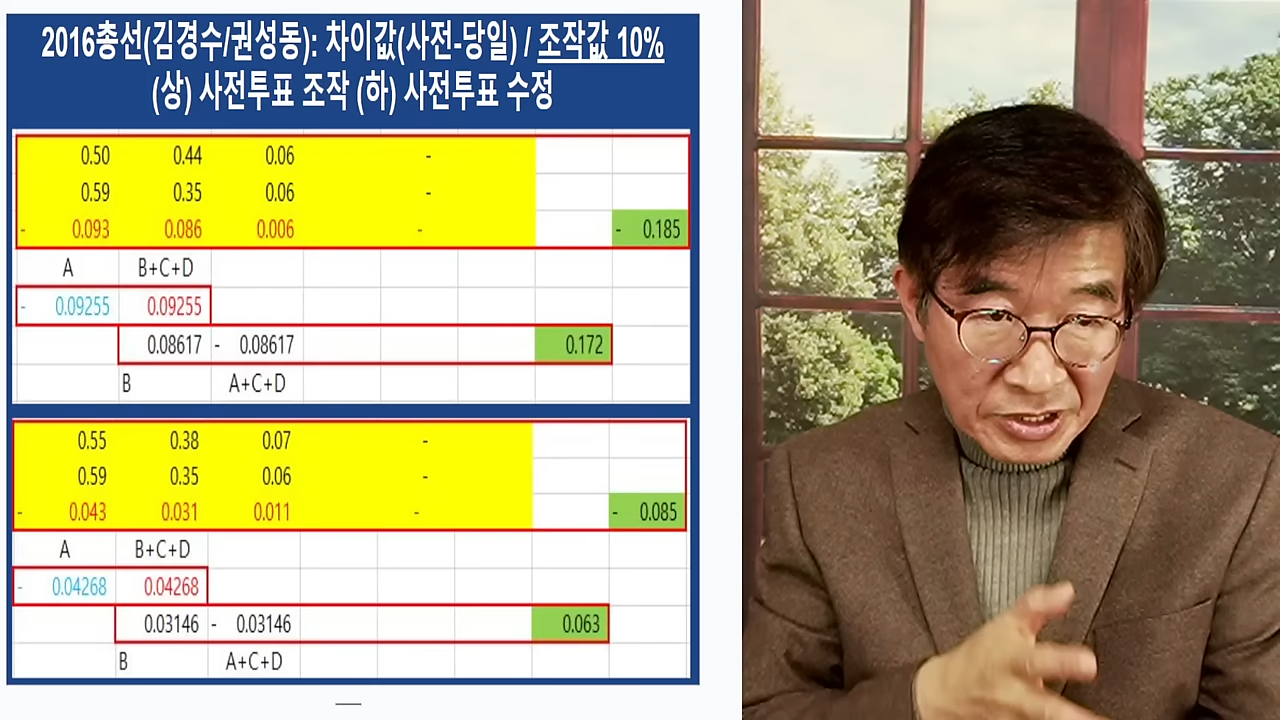 2016총선(김경수/권성동): 차이값(사전-당일) / 조작값 10%
(상) 사전투표 조작 (하) 사전투표 수정
0.50 0.44 0.06 -
0.59 0.35 0.06 -
- 0.093 0.086 0.006 - - 0.185
A B+C+D
- 0.09255 0.09255
0.08617 - 0.08617 0.172
B A+C+D
0.55 0.38 0.07 -
0.59 0.35 0.06 -
- 0.043 0.031 0.011 - - 0.085
A B+C+D
- 0.04268 0.04268
0.03146 - 0.03146 0.063
B A+C+D